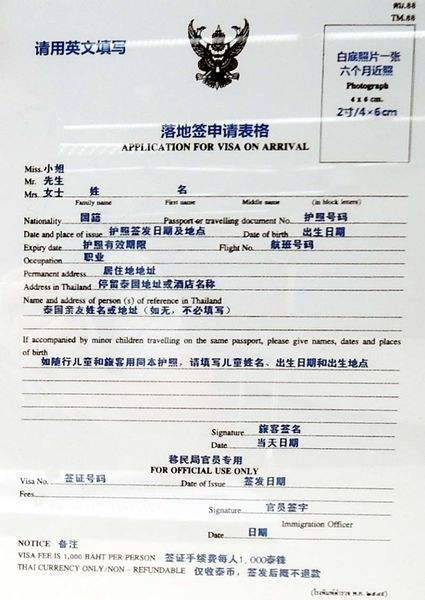 ตม.88
TM.88
请用英文填写
白底照片一张
六个月近照
Photograph
4 x 6 cm.
2寸/4×6cm
落地签申请表格
APPLICATION FOR VISA ON ARRIVAL
Miss. 小姐
Mr. 先生
Mrs. 女士 姓 名
Family name First name Middle name (in block letters)
Nationality 国籍 Passport or travelling document No. 护照号码
Date and place of issue 护照签发日期及地点 Date of birth 出生日期
Expiry date 护照有效期限 Flight No. 航班号码
Occupation 职业
Permanent address 居住地地址
Address in Thailand 停留泰国地址或酒店名称
Name and address of person (s) of reference in Thailand
泰国亲友姓名或地址（如无，不必填写）
If accompanied by minor children travelling on the same passport, please give names, dates and places
of birth
如随行儿童和旅客用同本护照，请填写儿童姓名、出生日期和出生地点
Signature 旅客签名
Date 当天日期
移民局官员专用
FOR OFFICIAL USE ONLY
Visa No. 签证号码 Date of Issue 签发日期
Fees
Signature 官员签字
Immigration Officer
Date 日期
NOTICE 备注
VISA FEE IS 1,000 BAHT PER PERSON 签证手续费每人1,000泰铢
THAI CURRENCY ONLY/NON - REFUNDABLE 仅收泰币，签发后概不退款